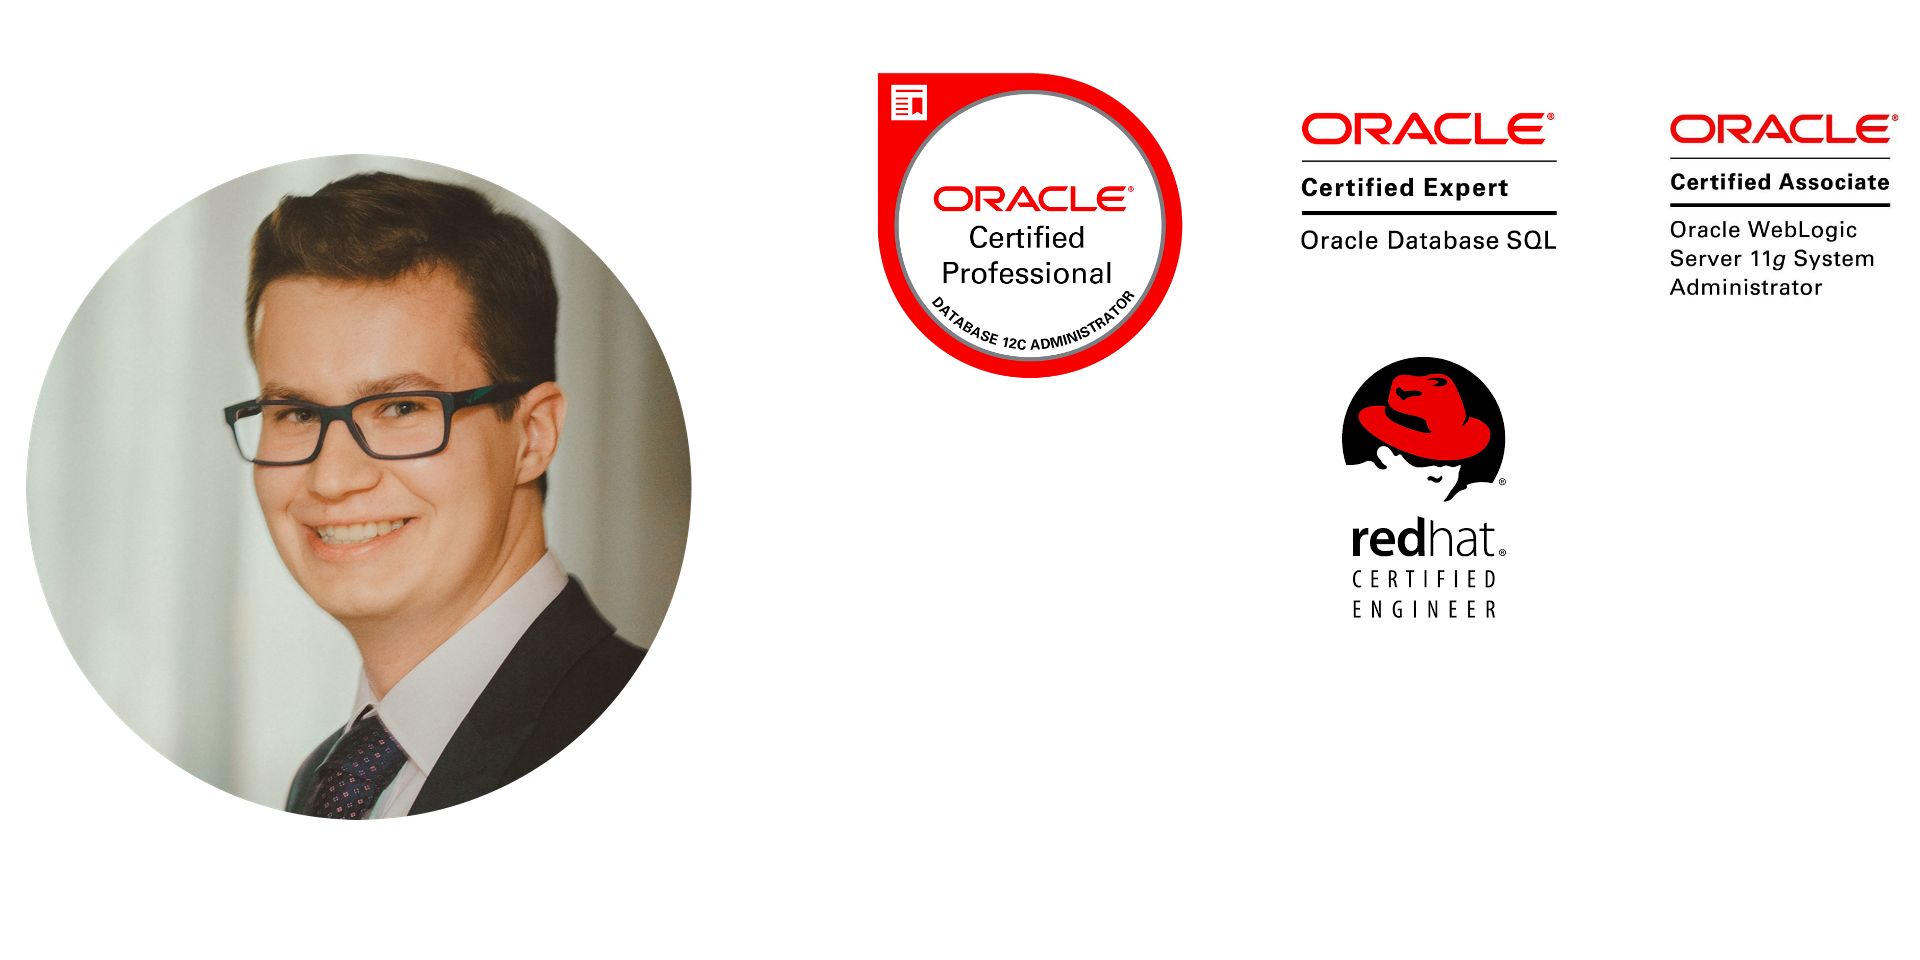 ORACLE®
Certified
Professional
DATABASE 12C ADMINISTRATOR
ORACLE®
Certified Expert
Oracle Database SQL
ORACLE®
Certified Associate
Oracle WebLogic
Server 11g System
Administrator
®
redhat®
CERTIFIED
ENGINEER